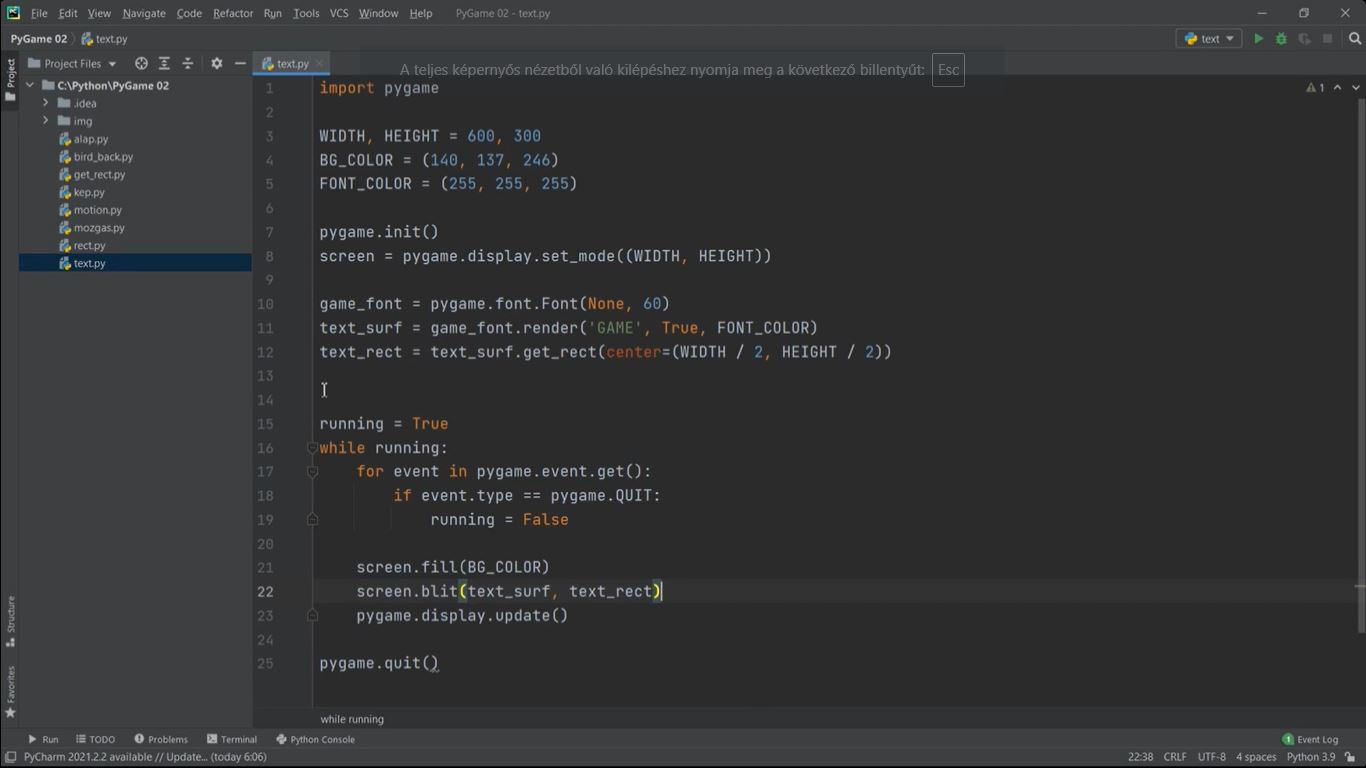 File Edit View Navigate Code Refactor Run Tools VCS Window Help PyGame 02 - text.py
PyGame 02 text.py text
Project Files text.py
A teljes képernyős nézetből való kilépéshez nyomja meg a következő billentyűt: Esc
Project
C:\Python\PyGame 02
.idea
img
alap.py
bird_back.py
get_rect.py
kep.py
motion.py
mozgas.py
rect.py
text.py
Structure
Favorites
1
1 import pygame
2
3 WIDTH, HEIGHT = 600, 300
4 BG_COLOR = (140, 137, 246)
5 FONT_COLOR = (255, 255, 255)
6
7 pygame.init()
8 screen = pygame.display.set_mode((WIDTH, HEIGHT))
9
10 game_font = pygame.font.Font(None, 60)
11 text_surf = game_font.render('GAME', True, FONT_COLOR)
12 text_rect = text_surf.get_rect(center=(WIDTH / 2, HEIGHT / 2))
13
14
15 running = True
16 while running:
17     for event in pygame.event.get():
18         if event.type == pygame.QUIT:
19             running = False
20
21     screen.fill(BG_COLOR)
22     screen.blit(text_surf, text_rect)
23     pygame.display.update()
24
25 pygame.quit()
while running
Run TODO Problems Terminal Python Console 1 Event Log
PyCharm 2021.2.2 available // Update... (today 6:06) 22:38 CRLF UTF-8 4 spaces Python 3.9